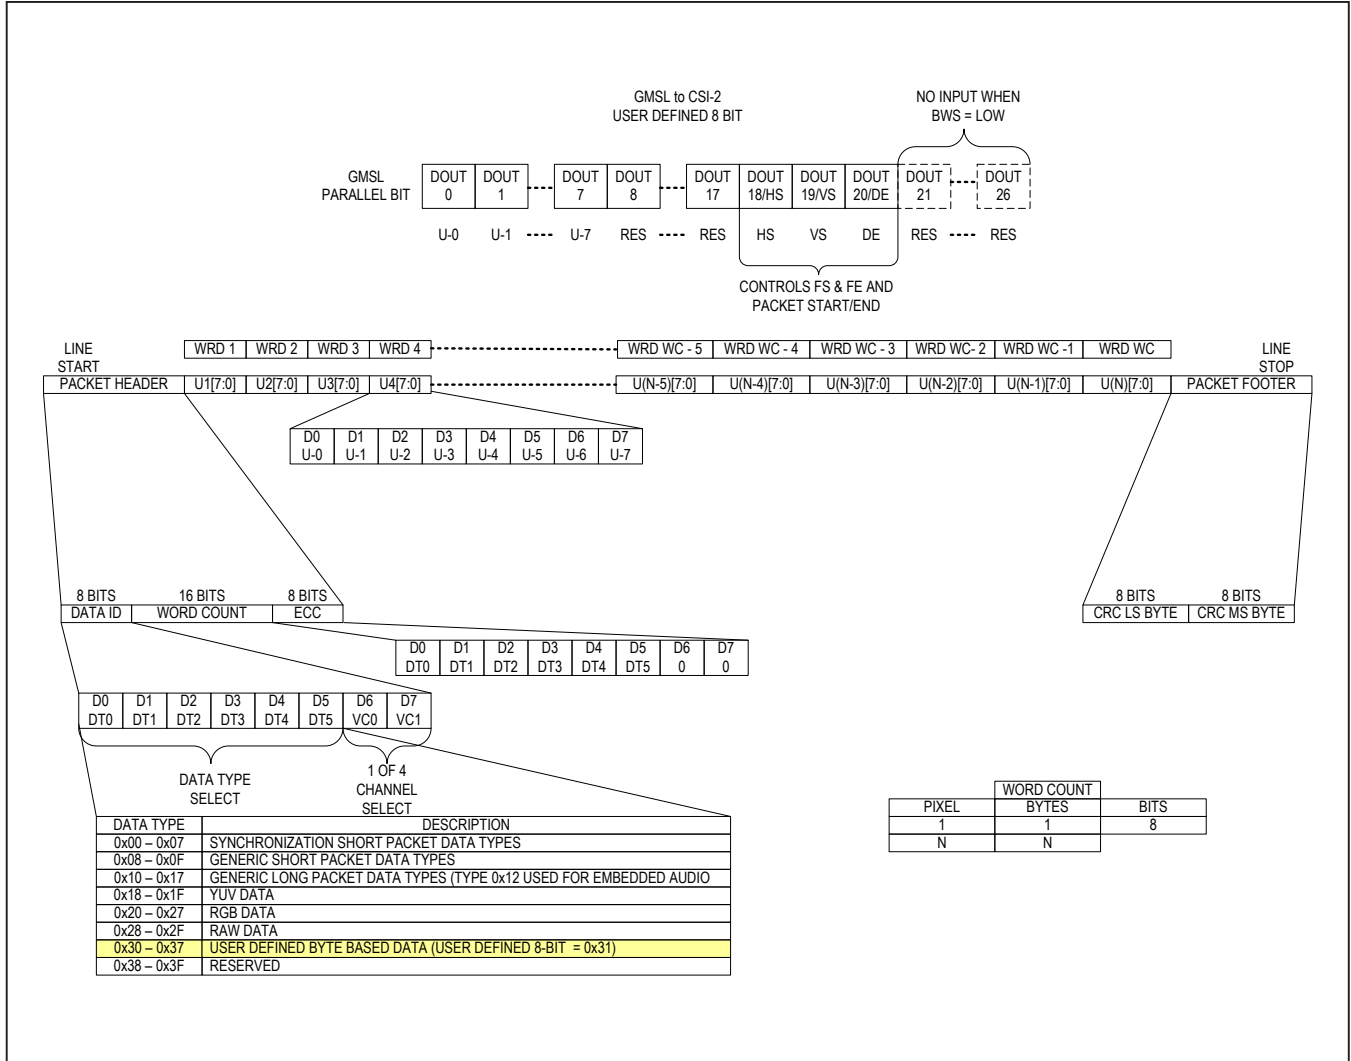 GMSL to CSI-2
USER DEFINED 8 BIT
NO INPUT WHEN
BWS = LOW
GMSL
PARALLEL BIT
DOUT 0 DOUT 1 DOUT 7 DOUT 8 DOUT 17 DOUT 18/HS DOUT 19/VS DOUT 20/DE DOUT 21 DOUT 26
U-0 U-1 U-7 RES RES HS VS DE RES RES
CONTROLS FS & FE AND
PACKET START/END
LINE
START
WRD 1 WRD 2 WRD 3 WRD 4 WRD WC - 5 WRD WC - 4 WRD WC - 3 WRD WC- 2 WRD WC -1 WRD WC
LINE
STOP
PACKET HEADER U1[7:0] U2[7:0] U3[7:0] U4[7:0] U(N-5)[7:0] U(N-4)[7:0] U(N-3)[7:0] U(N-2)[7:0] U(N-1)[7:0] U(N)[7:0] PACKET FOOTER
D0 D1 D2 D3 D4 D5 D6 D7
U-0 U-1 U-2 U-3 U-4 U-5 U-6 U-7
8 BITS 16 BITS 8 BITS
DATA ID WORD COUNT ECC
8 BITS 8 BITS
CRC LS BYTE CRC MS BYTE
D0 D1 D2 D3 D4 D5 D6 D7
DT0 DT1 DT2 DT3 DT4 DT5 0 0
D0 D1 D2 D3 D4 D5 D6 D7
DT0 DT1 DT2 DT3 DT4 DT5 VC0 VC1
DATA TYPE
SELECT
1 OF 4
CHANNEL
SELECT
DATA TYPE DESCRIPTION
0x00 – 0x07 SYNCHRONIZATION SHORT PACKET DATA TYPES
0x08 – 0x0F GENERIC SHORT PACKET DATA TYPES
0x10 – 0x17 GENERIC LONG PACKET DATA TYPES (TYPE 0x12 USED FOR EMBEDDED AUDIO
0x18 – 0x1F YUV DATA
0x20 – 0x27 RGB DATA
0x28 – 0x2F RAW DATA
0x30 – 0x37 USER DEFINED BYTE BASED DATA (USER DEFINED 8-BIT = 0x31)
0x38 – 0x3F RESERVED
WORD COUNT
PIXEL BYTES BITS
1 1 8
N N